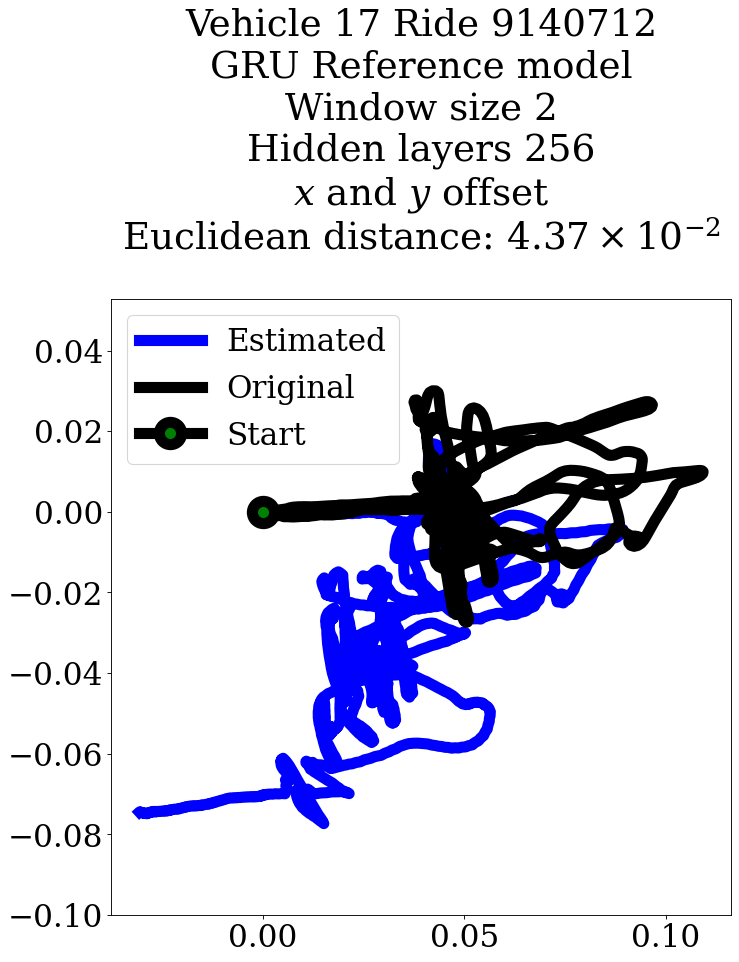 Vehicle 17 Ride 9140712
GRU Reference model
Window size 2
Hidden layers 256
x and y offset
Euclidean distance: 4.37 × 10⁻²
Estimated
Original
Start
0.04
0.02
0.00
−0.02
−0.04
−0.06
−0.08
−0.10
0.00 0.05 0.10